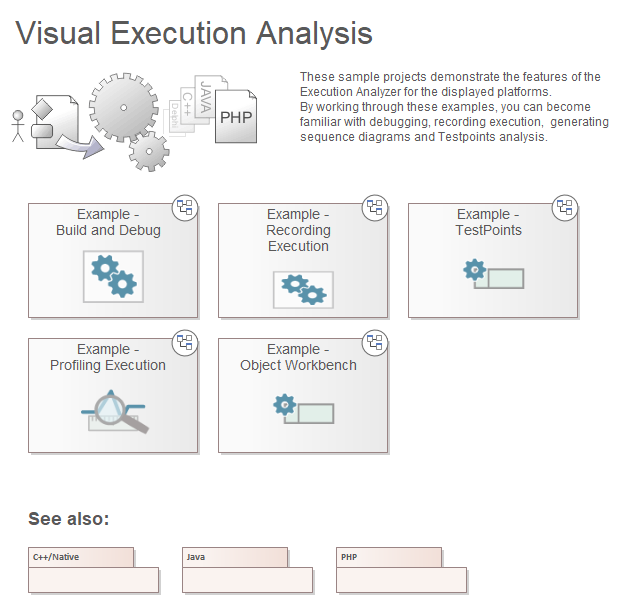 Visual Execution Analysis
These sample projects demonstrate the features of the
Execution Analyzer for the displayed platforms.
By working through these examples, you can become
familiar with debugging, recording execution, generating
sequence diagrams and Testpoints analysis.
Delphi
C++
JAVA
PHP
Example -
Build and Debug
Example -
Recording
Execution
Example -
TestPoints
Example -
Profiling Execution
Example -
Object Workbench
See also:
C++/Native
Java
PHP